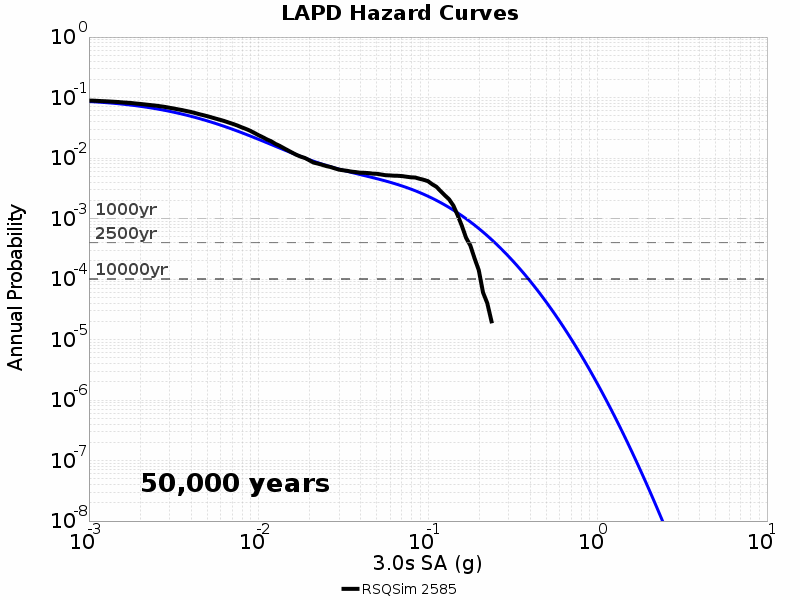 LAPD Hazard Curves
10^0
10^-1
10^-2
10^-3
10^-4
10^-5
10^-6
10^-7
10^-8
Annual Probability
1000yr
2500yr
10000yr
50,000 years
10^-3
10^-2
10^-1
10^0
10^1
3.0s SA (g)
RSQSim 2585